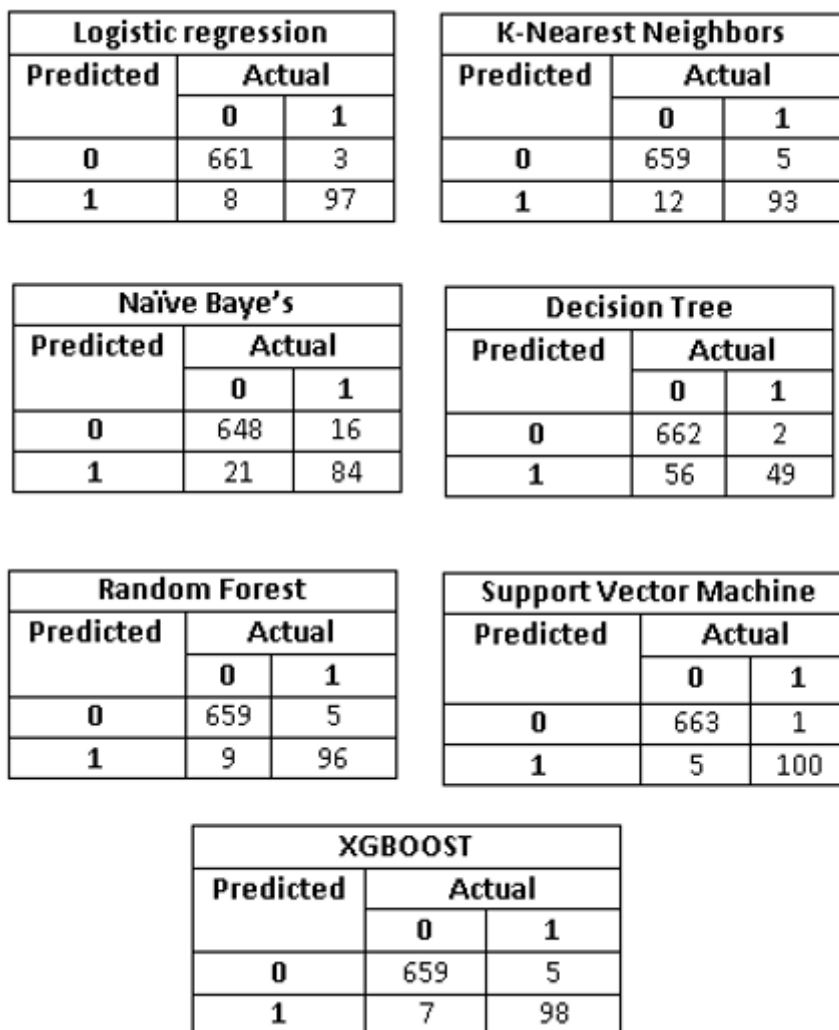 Logistic regression
Predicted Actual
0 1
0 661 3
1 8 97
K-Nearest Neighbors
Predicted Actual
0 1
0 659 5
1 12 93
Naïve Baye's
Predicted Actual
0 1
0 648 16
1 21 84
Decision Tree
Predicted Actual
0 1
0 662 2
1 56 49
Random Forest
Predicted Actual
0 1
0 659 5
1 9 96
Support Vector Machine
Predicted Actual
0 1
0 663 1
1 5 100
XGBOOST
Predicted Actual
0 1
0 659 5
1 7 98